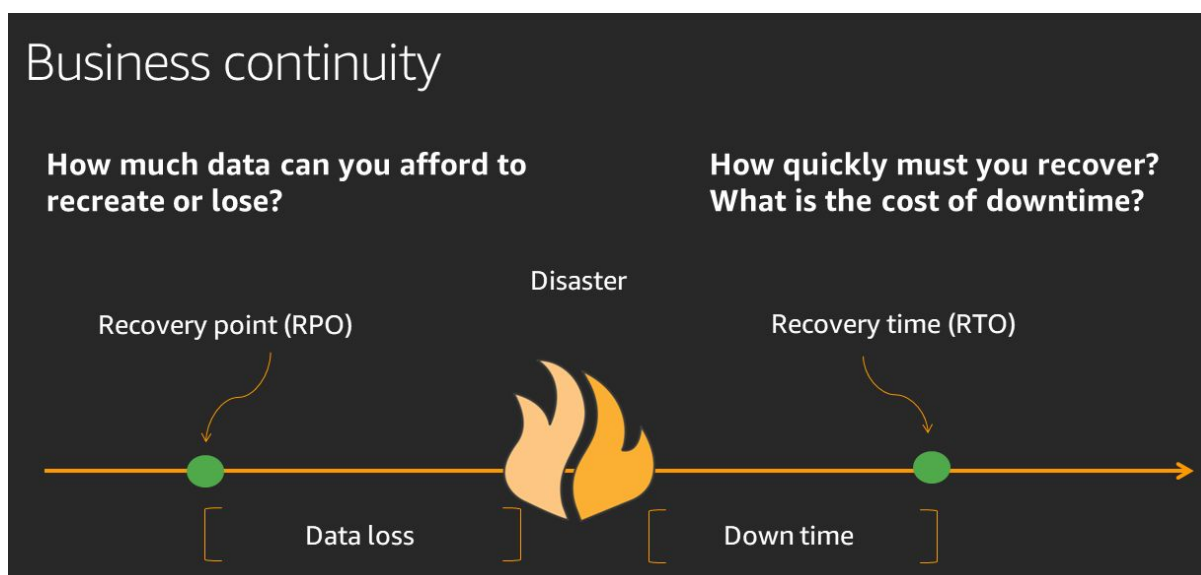 Business continuity
How much data can you afford to
recreate or lose?
How quickly must you recover?
What is the cost of downtime?
Disaster
Recovery point (RPO)
Recovery time (RTO)
Data loss
Down time